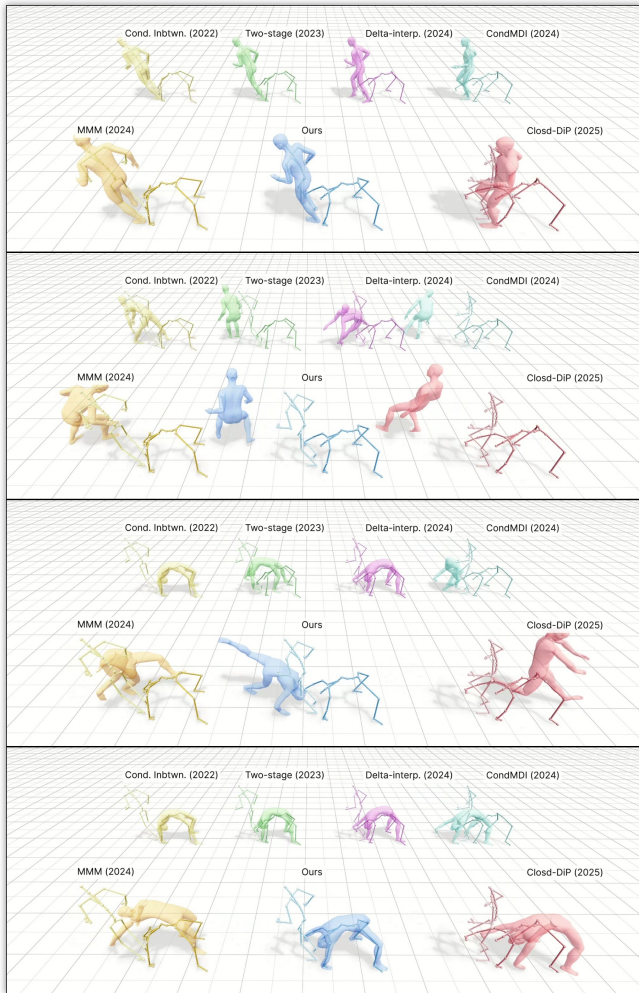 Cond. Inbtwn. (2022) Two-stage (2023) Delta-interp. (2024) CondMDI (2024)
MMM (2024) Ours Closd-DiP (2025)
Cond. Inbtwn. (2022) Two-stage (2023) Delta-interp. (2024) CondMDI (2024)
MMM (2024) Ours Closd-DiP (2025)
Cond. Inbtwn. (2022) Two-stage (2023) Delta-interp. (2024) CondMDI (2024)
MMM (2024) Ours Closd-DiP (2025)
Cond. Inbtwn. (2022) Two-stage (2023) Delta-interp. (2024) CondMDI (2024)
MMM (2024) Ours Closd-DiP (2025)